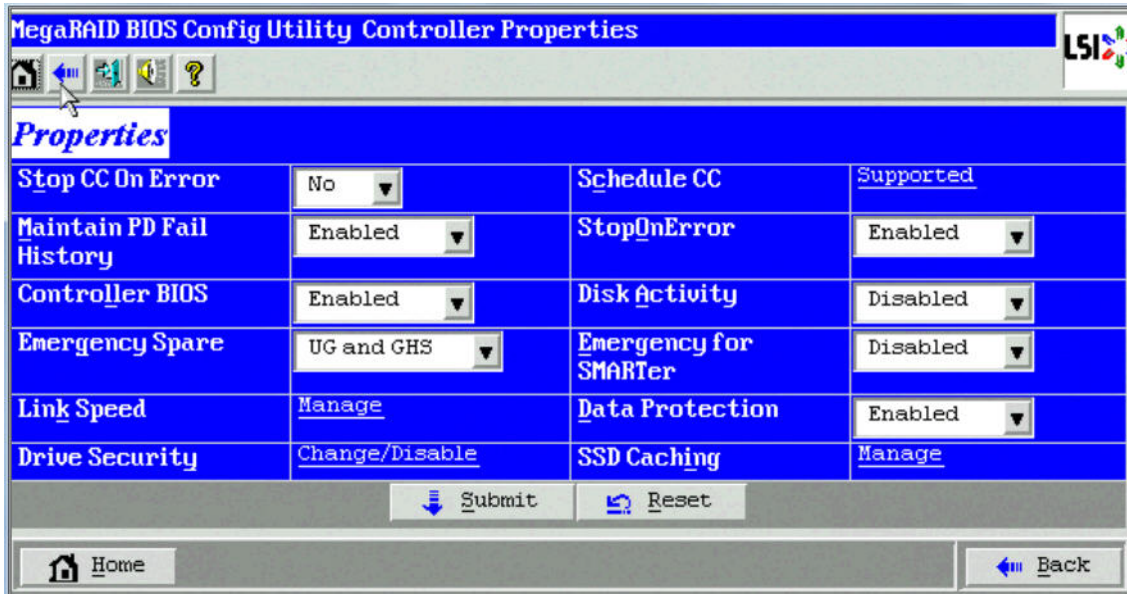 MegaRAID BIOS Config Utility Controller Properties
LSI
?
Properties
Stop CC On Error
No
Schedule CC
Supported
Maintain PD Fail
History
Enabled
StopOnError
Enabled
Controller BIOS
Enabled
Disk Activity
Disabled
Emergency Spare
UG and GHS
Emergency for
SMARTer
Disabled
Link Speed
Manage
Data Protection
Enabled
Drive Security
Change/Disable
SSD Caching
Manage
Submit
Reset
Home
Back